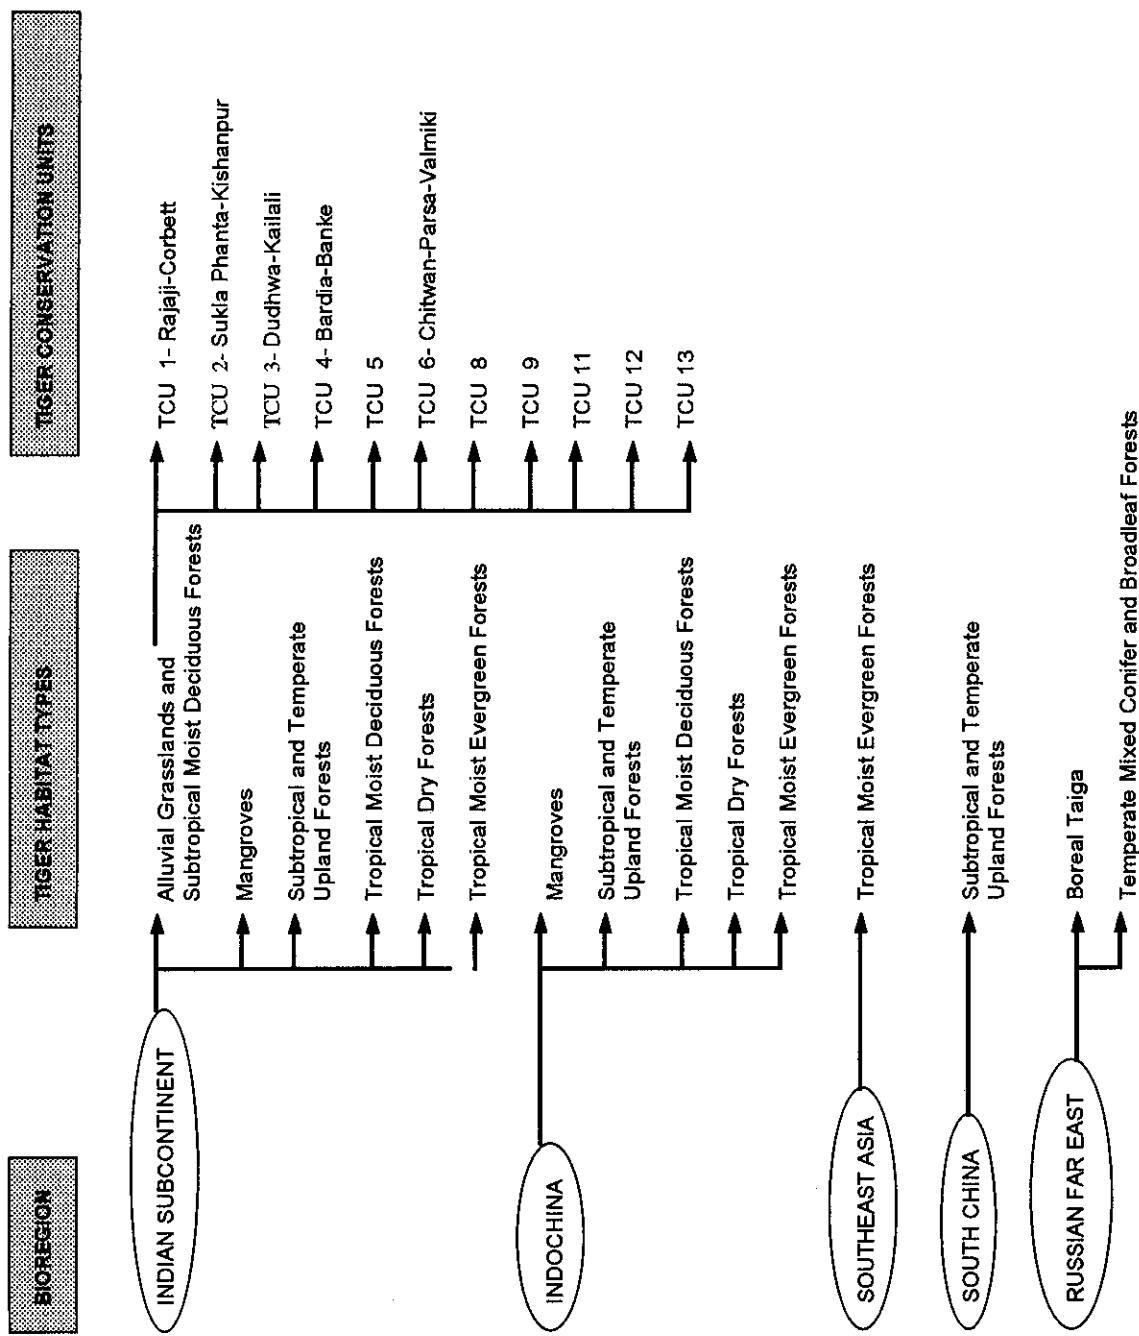 BIOREGION
TIGER HABITAT TYPES
TIGER CONSERVATION UNITS
INDIAN SUBCONTINENT
Alluvial Grasslands and
Subtropical Moist Deciduous Forests
Mangroves
Subtropical and Temperate
Upland Forests
Tropical Moist Deciduous Forests
Tropical Dry Forests
Tropical Moist Evergreen Forests
TCU 1- Rajaji-Corbett
TCU 2- Sukla Phanta-Kishanpur
TCU 3- Dudhwa-Kailali
TCU 4- Bardia-Banke
TCU 5
TCU 6- Chitwan-Parsa-Valmiki
TCU 8
TCU 9
TCU 11
TCU 12
TCU 13
INDOCHINA
Mangroves
Subtropical and Temperate
Upland Forests
Tropical Moist Deciduous Forests
Tropical Dry Forests
Tropical Moist Evergreen Forests
SOUTHEAST ASIA
Tropical Moist Evergreen Forests
SOUTH CHINA
Subtropical and Temperate
Upland Forests
RUSSIAN FAR EAST
Boreal Taiga
Temperate Mixed Conifer and Broadleaf Forests